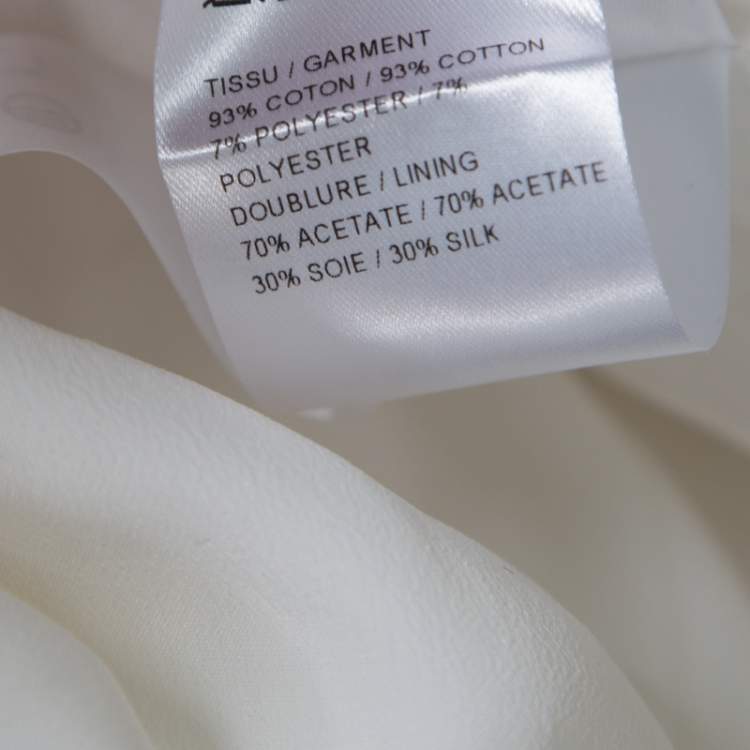 TISSU / GARMENT
93% COTON / 93% COTTON
7% POLYESTER / 7%
POLYESTER
DOUBLURE / LINING
70% ACETATE / 70% ACETATE
30% SOIE / 30% SILK